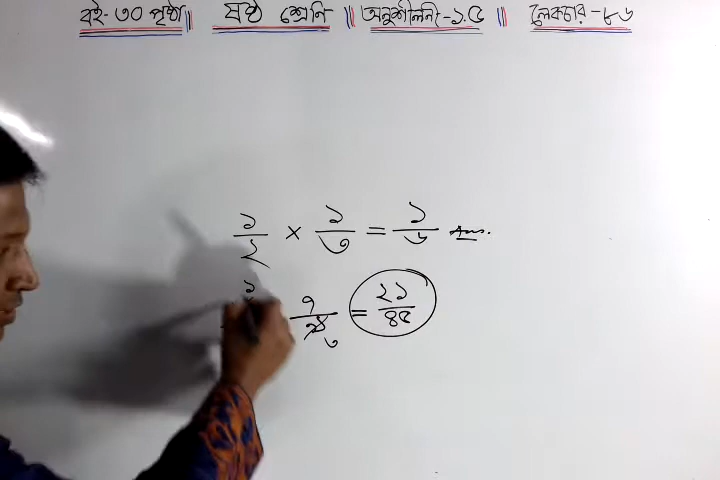 বই-৩০ পৃষ্ঠা || ষষ্ঠ শ্রেনি || অনুশীলনী-১.৫ || লেকচার-৮৬
১/২ × ১/৩ = ১/৬ Ans.
৭/ = ২১/৪৫
৩